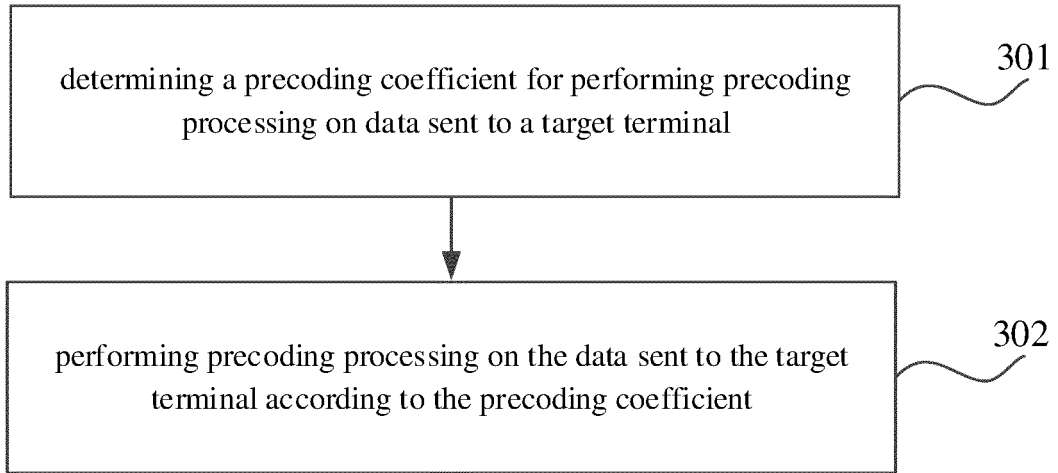 determining a precoding coefficient for performing precoding
processing on data sent to a target terminal
301
performing precoding processing on the data sent to the target
terminal according to the precoding coefficient
302